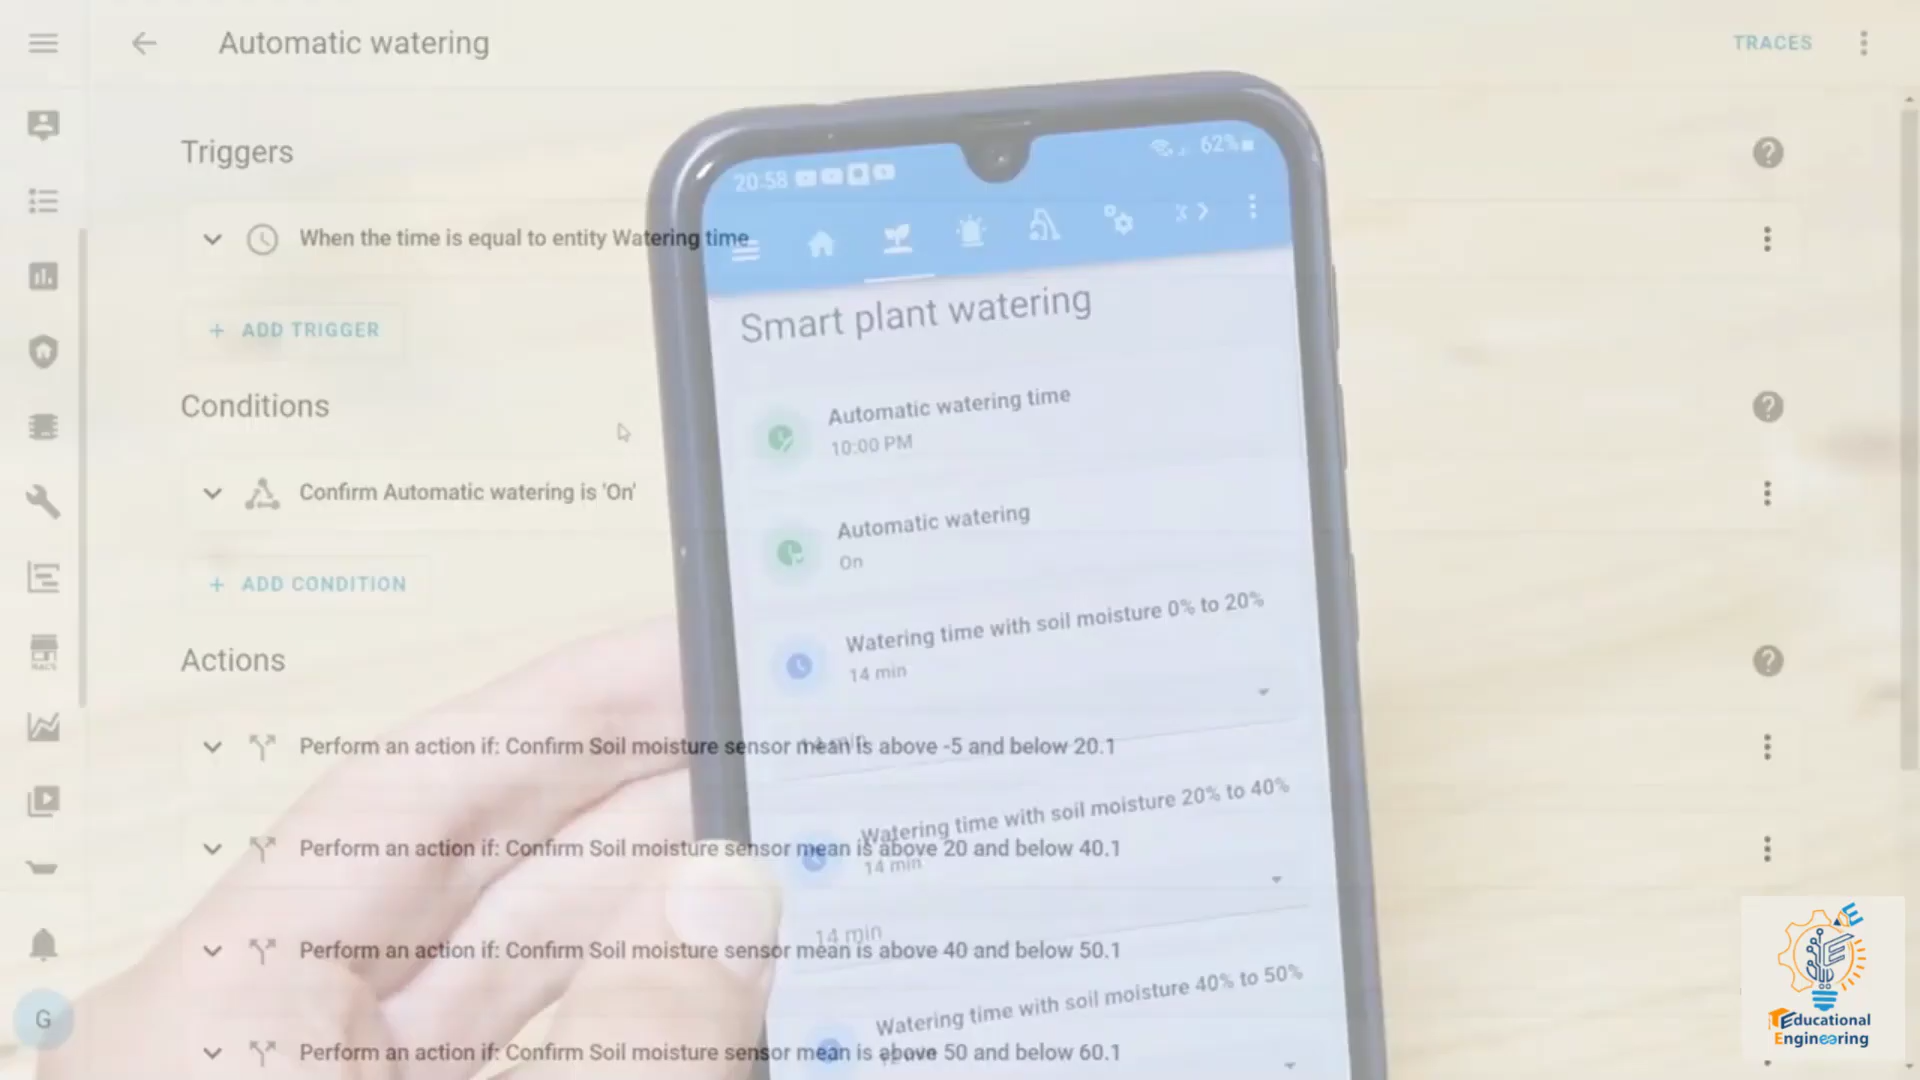 Automatic watering
TRACES
Triggers
When the time is equal to entity Watering time
+ ADD TRIGGER
Conditions
Confirm Automatic watering is 'On'
+ ADD CONDITION
Actions
Perform an action if: Confirm Soil moisture sensor mean is above -5 and below 20.1
Perform an action if: Confirm Soil moisture sensor mean is above 20 and below 40.1
Perform an action if: Confirm Soil moisture sensor mean is above 40 and below 50.1
Perform an action if: Confirm Soil moisture sensor mean is above 50 and below 60.1
G
20:58
62%
Smart plant watering
Automatic watering time
10:00 PM
Automatic watering
On
Watering time with soil moisture 0% to 20%
14 min
14 min
Watering time with soil moisture 20% to 40%
14 min
14 min
Watering time with soil moisture 40% to 50%
Educational
Engineering